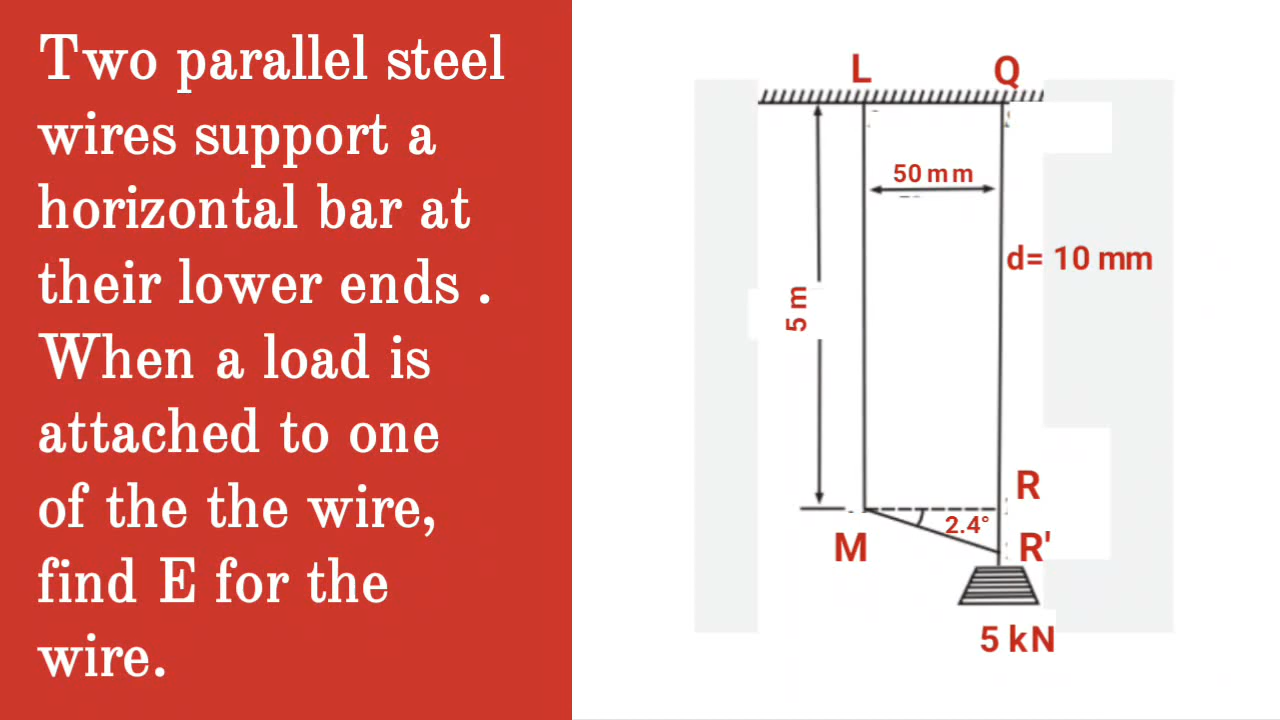 Two parallel steel
wires support a
horizontal bar at
their lower ends .
When a load is
attached to one
of the the wire,
find E for the
wire.
L Q
50 mm
d= 10 mm
5 m
R
2.4°
M R'
5 kN